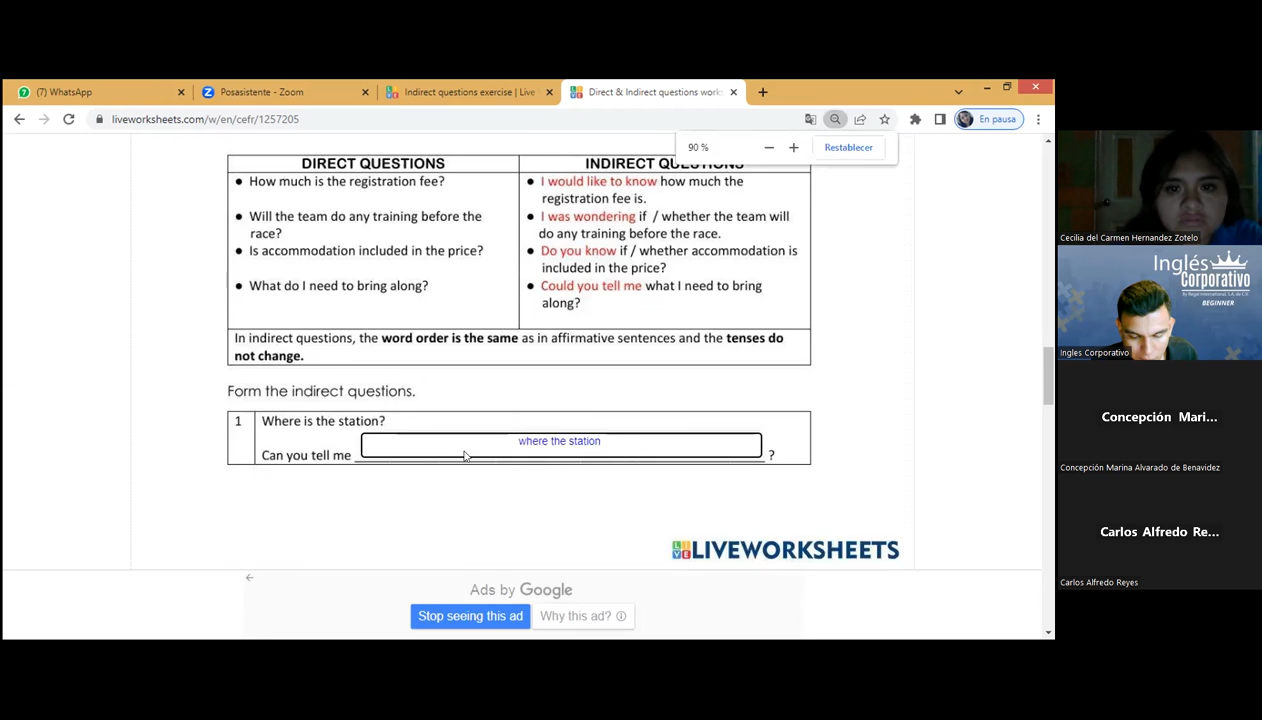 (7) WhatsApp
Posasistente - Zoom
Indirect questions exercise | Live
Direct & Indirect questions work
liveworksheets.com/w/en/cefr/1257205
En pausa
90 %
Restablecer
DIRECT QUESTIONS
INDIRECT QUESTIONS
How much is the registration fee?
I would like to know how much the
registration fee is.
Will the team do any training before the
race?
I was wondering if / whether the team will
do any training before the race.
Is accommodation included in the price?
Do you know if / whether accommodation is
included in the price?
What do I need to bring along?
Could you tell me what I need to bring
along?
In indirect questions, the word order is the same as in affirmative sentences and the tenses do
not change.
Form the indirect questions.
1 Where is the station?
where the station
Can you tell me ?
LIVE LIVEWORKSHEETS
Ads by Google
Stop seeing this ad
Why this ad?
Cecilia del Carmen Hernandez Zotelo
Inglés
Corporativo
By Regal International, S.A. de C.V.
BEGINNER
Ingles Corporativo
Concepción Mari...
Concepción Marina Alvarado de Benavidez
Carlos Alfredo Re...
Carlos Alfredo Reyes